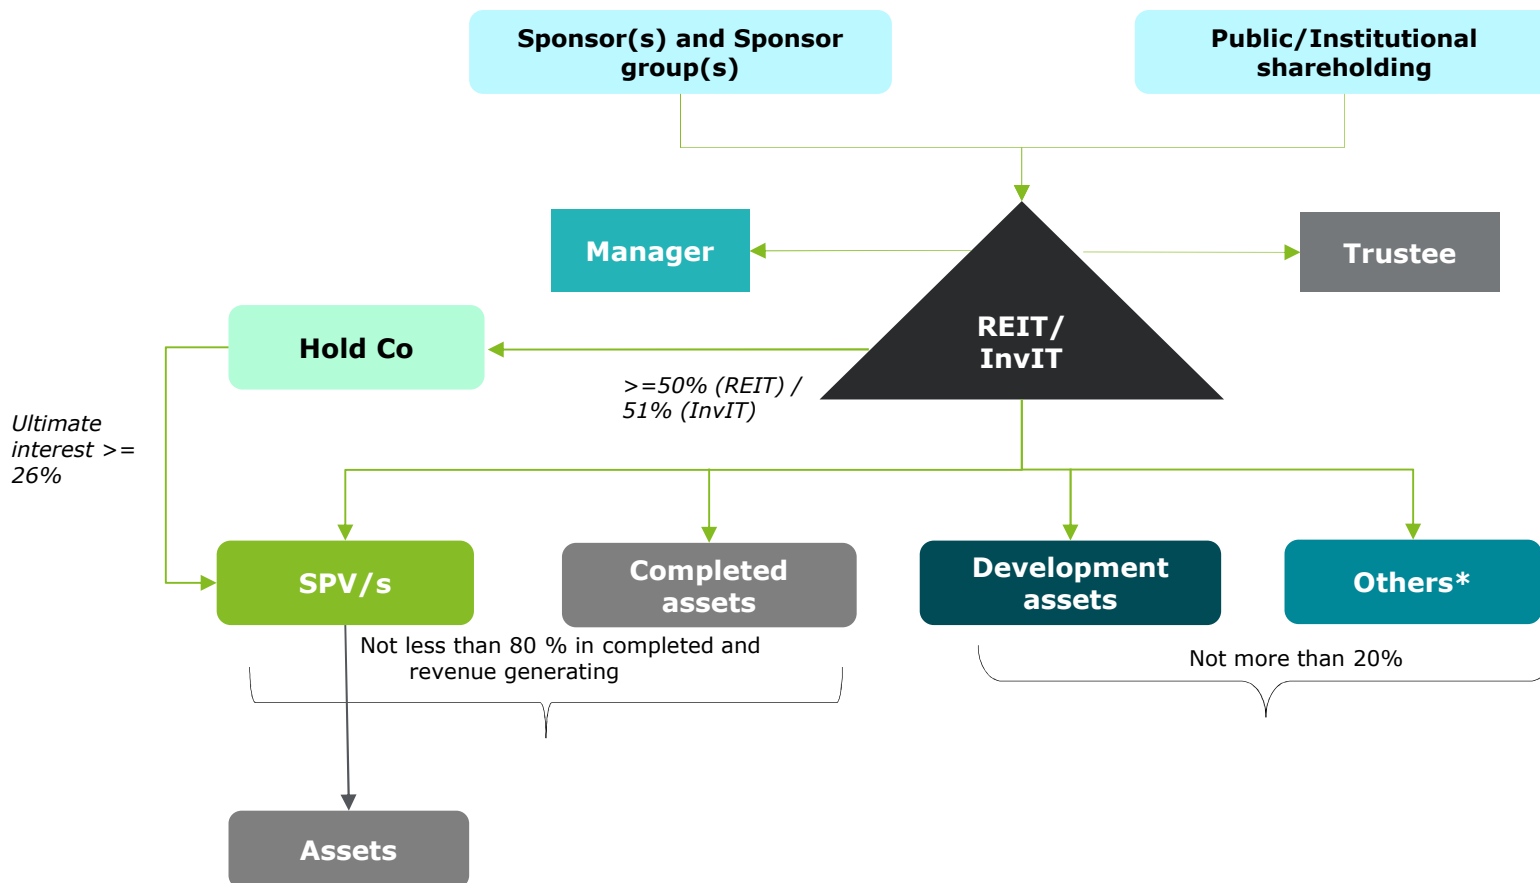 Sponsor(s) and Sponsor
group(s)
Public/Institutional
shareholding
Manager
Trustee
REIT/
InvIT
Hold Co
>=50% (REIT) /
51% (InvIT)
Ultimate
interest >=
26%
SPV/s
Completed
assets
Development
assets
Others*
Not less than 80 % in completed and
revenue generating
Not more than 20%
Assets